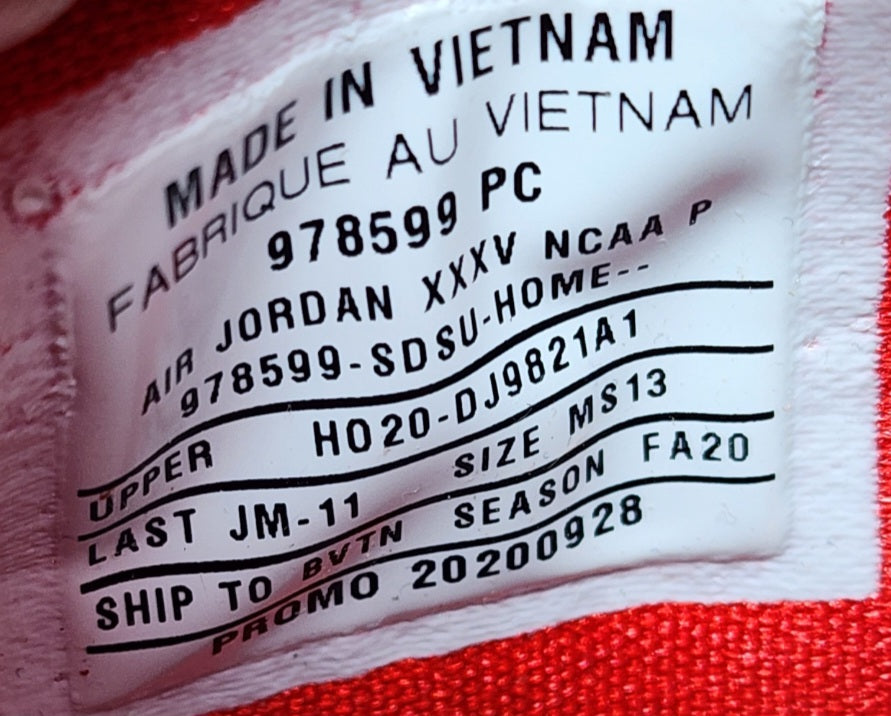 MADE IN VIETNAM
FABRIQUE AU VIETNAM
978599 PC
AIR JORDAN XXXV NCAA P
978599-SDSU-HOME--
UPPER HO20-DJ9821A1
LAST JM-11 SIZE MS13
SHIP TO BVTN SEASON FA20
PROMO 20200928